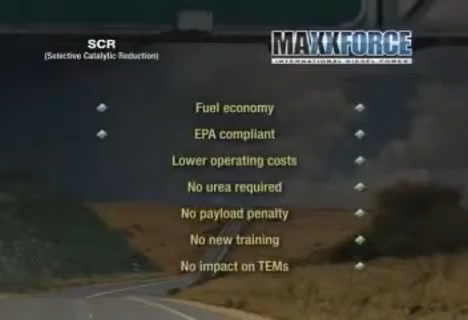 SCR
(Selective Catalytic Reduction)
MAXXFORCE
INTERNATIONAL DIESEL POWER
Fuel economy
EPA compliant
Lower operating costs
No urea required
No payload penalty
No new training
No impact on TEMs